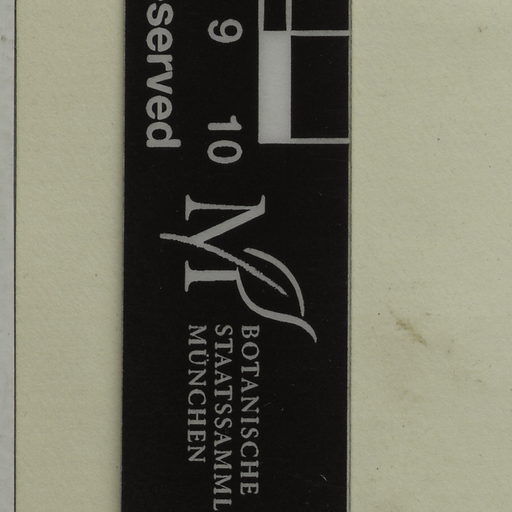 served
9 10
BOTANISCHE
STAATSSAMML
MÜNCHEN